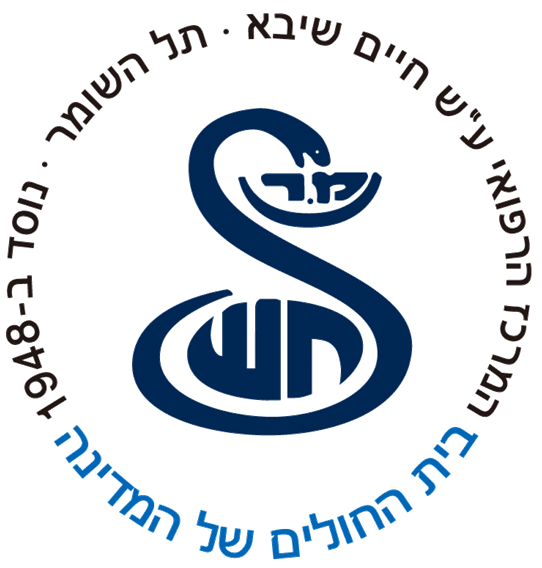 המרכז הרפואי ע"ש חיים שיבא · תל השומר · נוסד ב-1948
בית החולים של המדינה
מ.ר
חש